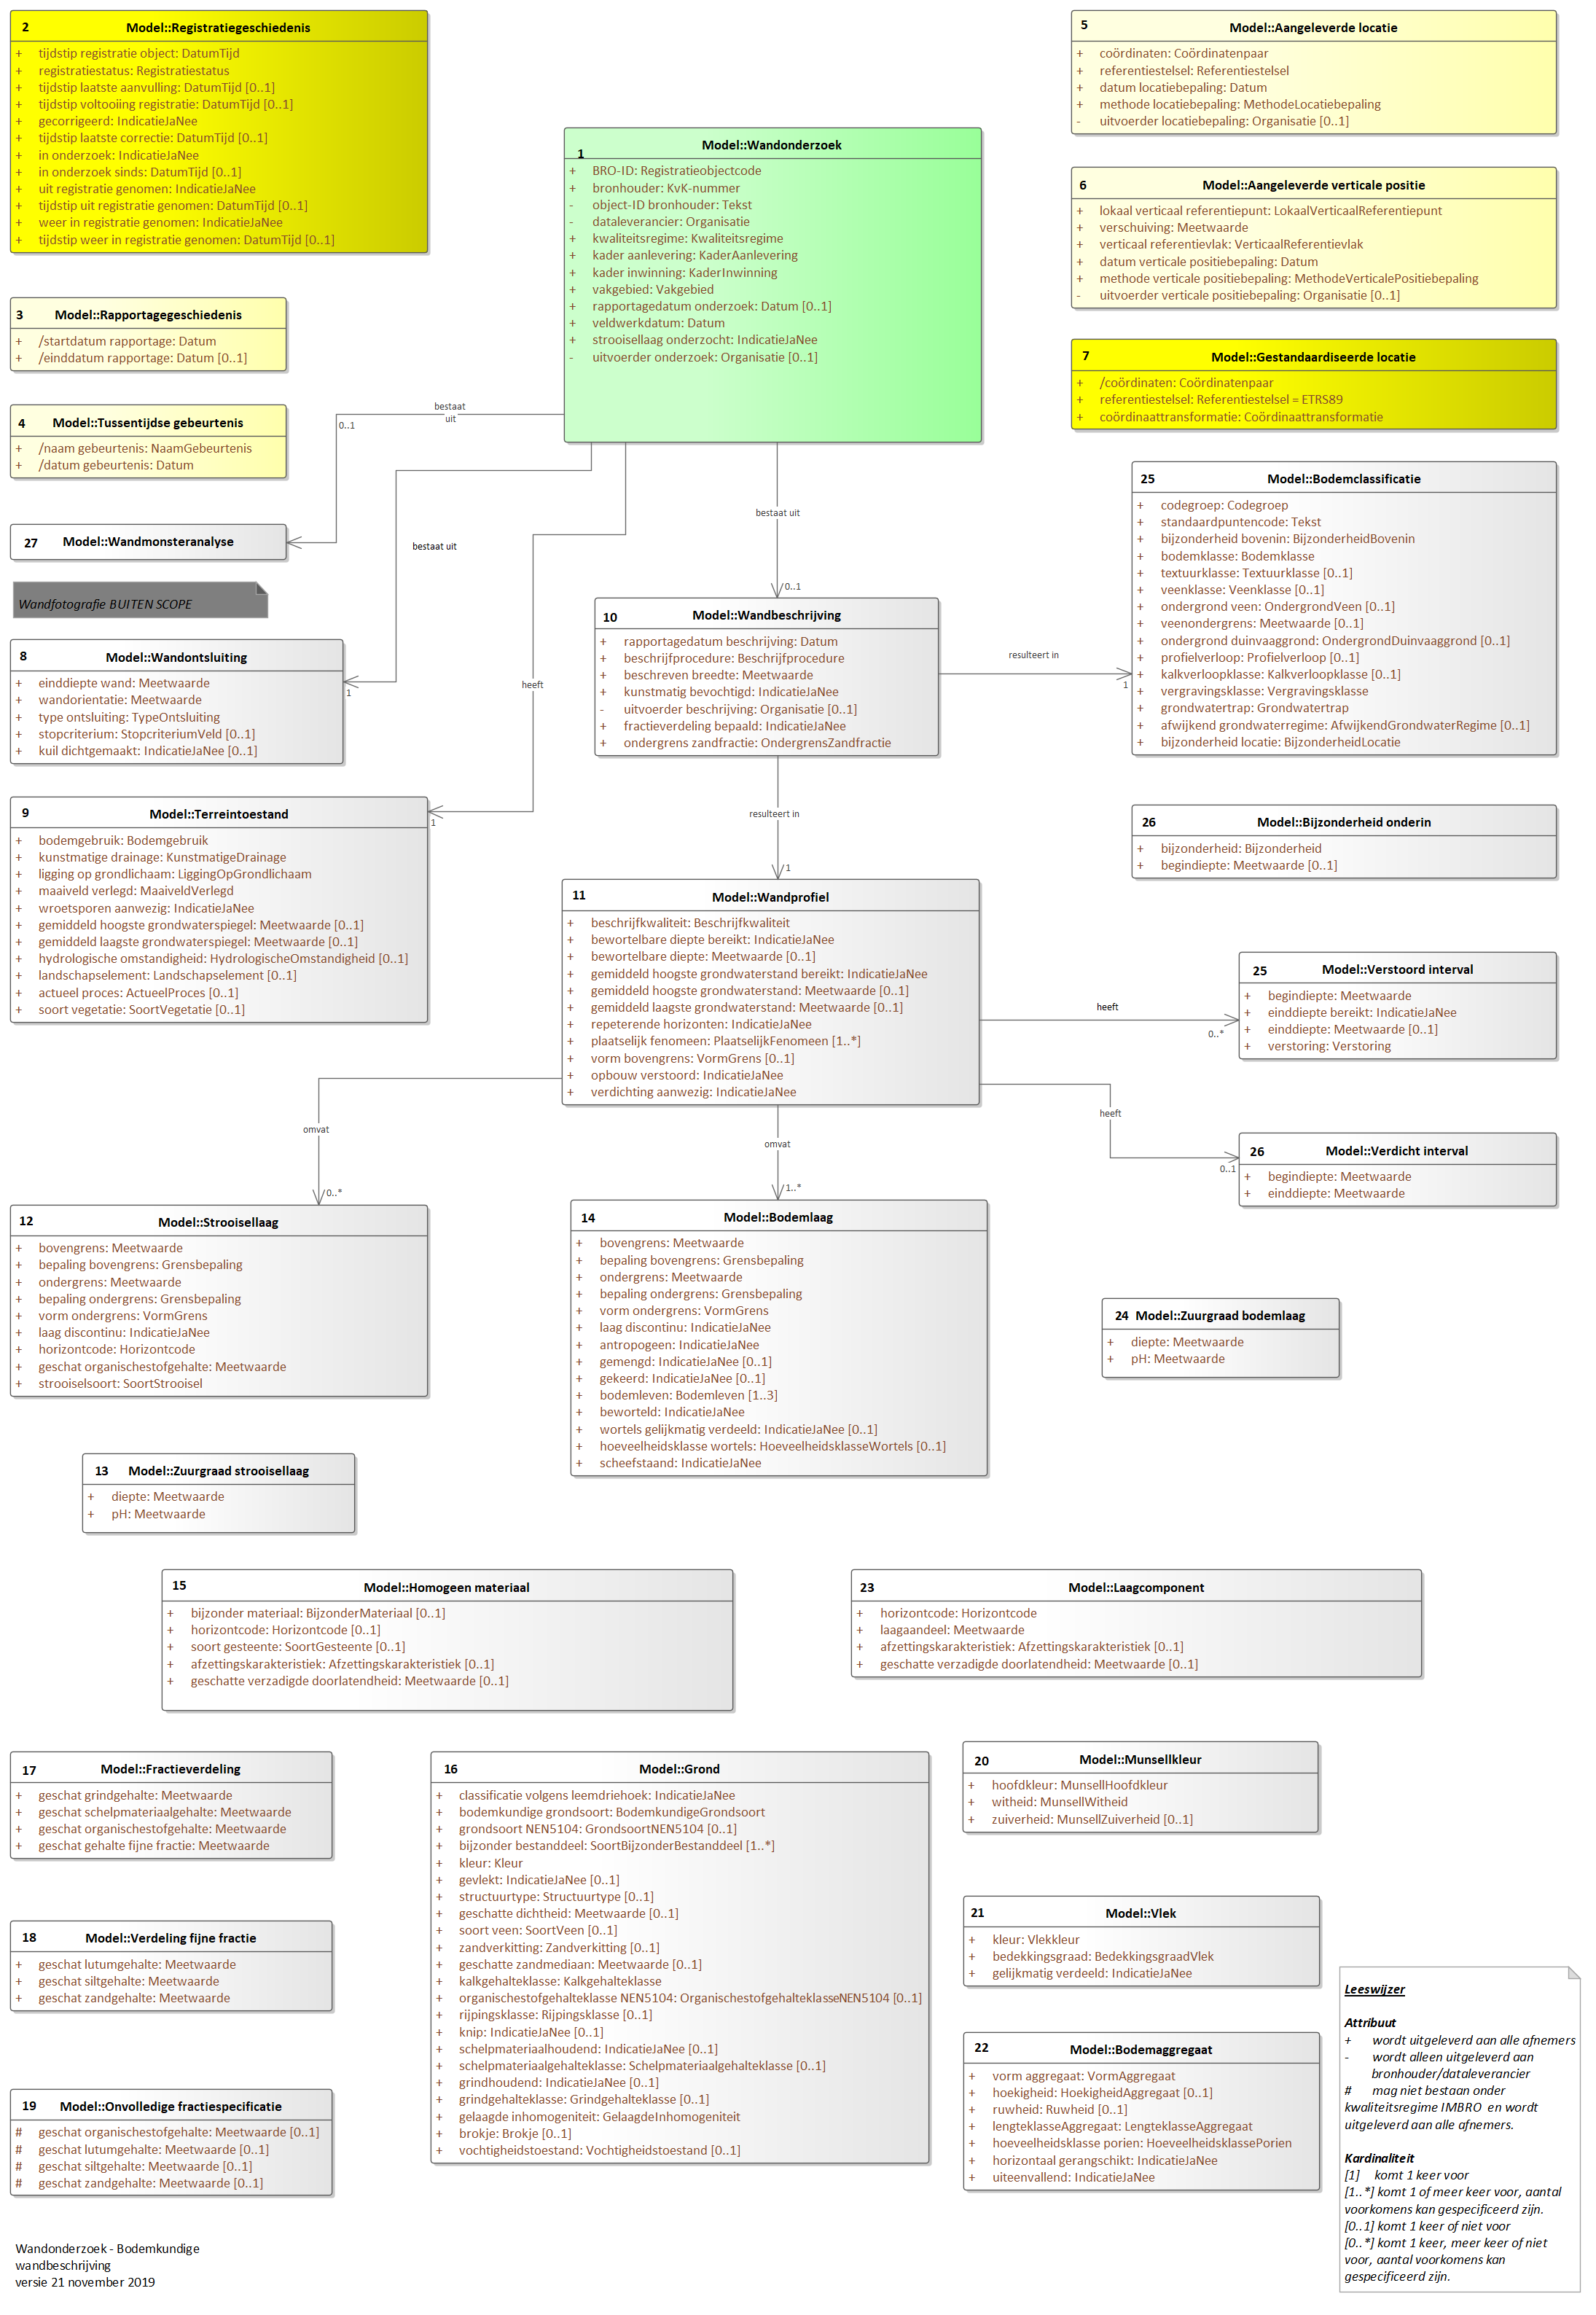 2 Model::Registratiegeschiedenis
+ tijdstip registratie object: DatumTijd
+ registratiestatus: Registratiestatus
+ tijdstip laatste aanvulling: DatumTijd [0..1]
+ tijdstip voltooiing registratie: DatumTijd [0..1]
+ gecorrigeerd: IndicatieJaNee
+ tijdstip laatste correctie: DatumTijd [0..1]
+ in onderzoek: IndicatieJaNee
+ in onderzoek sinds: DatumTijd [0..1]
+ uit registratie genomen: IndicatieJaNee
+ tijdstip uit registratie genomen: DatumTijd [0..1]
+ weer in registratie genomen: IndicatieJaNee
+ tijdstip weer in registratie genomen: DatumTijd [0..1]
5 Model::Aangeleverde locatie
+ coördinaten: Coördinatenpaar
+ referentiestelsel: Referentiestelsel
+ datum locatiebepaling: Datum
+ methode locatiebepaling: MethodeLocatiebepaling
- uitvoerder locatiebepaling: Organisatie [0..1]
1 Model::Wandonderzoek
+ BRO-ID: Registratieobjectcode
+ bronhouder: KvK-nummer
- object-ID bronhouder: Tekst
- dataleverancier: Organisatie
+ kwaliteitsregime: Kwaliteitsregime
+ kader aanlevering: KaderAanlevering
+ kader inwinning: KaderInwinning
+ vakgebied: Vakgebied
+ rapportagedatum onderzoek: Datum [0..1]
+ veldwerkdatum: Datum
+ strooisellaag onderzocht: IndicatieJaNee
- uitvoerder onderzoek: Organisatie [0..1]
6 Model::Aangeleverde verticale positie
+ lokaal verticaal referentiepunt: LokaalVerticaalReferentiepunt
+ verschuiving: Meetwaarde
+ verticaal referentievlak: VerticaalReferentievlak
+ datum verticale positiebepaling: Datum
+ methode verticale positiebepaling: MethodeVerticalePositiebepaling
- uitvoerder verticale positiebepaling: Organisatie [0..1]
3 Model::Rapportagegeschiedenis
+ /startdatum rapportage: Datum
+ /einddatum rapportage: Datum [0..1]
7 Model::Gestandaardiseerde locatie
+ /coördinaten: Coördinatenpaar
+ referentiestelsel: Referentiestelsel = ETRS89
+ coördinaattransformatie: Coördinaattransformatie
4 Model::Tussentijdse gebeurtenis
+ /naam gebeurtenis: NaamGebeurtenis
+ /datum gebeurtenis: Datum
bestaat
uit
0..1
27 Model::Wandmonsteranalyse
bestaat uit
bestaat uit
0..1
Wandfotografie BUITEN SCOPE
25 Model::Bodemclassificatie
+ codegroep: Codegroep
+ standaardpuntencode: Tekst
+ bijzonderheid bovenin: BijzonderheidBovenin
+ bodemklasse: Bodemklasse
+ textuurklasse: Textuurklasse [0..1]
+ veenklasse: Veenklasse [0..1]
+ ondergrond veen: OndergrondVeen [0..1]
+ veenondergrens: Meetwaarde [0..1]
+ ondergrond duinvaaggrond: OndergrondDuinvaaggrond [0..1]
+ profielverloop: Profielverloop [0..1]
+ kalkverloopklasse: Kalkverloopklasse [0..1]
+ vergravingsklasse: Vergravingsklasse
+ grondwatertrap: Grondwatertrap
+ afwijkend grondwaterregime: AfwijkendGrondwaterRegime [0..1]
+ bijzonderheid locatie: BijzonderheidLocatie
10 Model::Wandbeschrijving
+ rapportagedatum beschrijving: Datum
+ beschrijfprocedure: Beschrijfprocedure
+ beschreven breedte: Meetwaarde
+ kunstmatig bevochtigd: IndicatieJaNee
- uitvoerder beschrijving: Organisatie [0..1]
+ fractieverdeling bepaald: IndicatieJaNee
+ ondergrens zandfractie: OndergrensZandfractie
resulteert in
1
8 Model::Wandontsluiting
+ einddiepte wand: Meetwaarde
+ wandorientatie: Meetwaarde
+ type ontsluiting: TypeOntsluiting
+ stopcriterium: StopcriteriumVeld [0..1]
+ kuil dichtgemaakt: IndicatieJaNee [0..1]
1
heeft
9 Model::Terreintoestand
+ bodemgebruik: Bodemgebruik
+ kunstmatige drainage: KunstmatigeDrainage
+ ligging op grondlichaam: LiggingOpGrondlichaam
+ maaiveld verlegd: MaaiveldVerlegd
+ wroetsporen aanwezig: IndicatieJaNee
+ gemiddeld hoogste grondwaterspiegel: Meetwaarde [0..1]
+ gemiddeld laagste grondwaterspiegel: Meetwaarde [0..1]
+ hydrologische omstandigheid: HydrologischeOmstandigheid [0..1]
+ landschapselement: Landschapselement [0..1]
+ actueel proces: ActueelProces [0..1]
+ soort vegetatie: SoortVegetatie [0..1]
1
resulteert in
1
26 Model::Bijzonderheid onderin
+ bijzonderheid: Bijzonderheid
+ begindiepte: Meetwaarde [0..1]
11 Model::Wandprofiel
+ beschrijfkwaliteit: Beschrijfkwaliteit
+ bewortelbare diepte bereikt: IndicatieJaNee
+ bewortelbare diepte: Meetwaarde [0..1]
+ gemiddeld hoogste grondwaterstand bereikt: IndicatieJaNee
+ gemiddeld hoogste grondwaterstand: Meetwaarde [0..1]
+ gemiddeld laagste grondwaterstand: Meetwaarde [0..1]
+ repeterende horizonten: IndicatieJaNee
+ plaatselijk fenomeen: PlaatselijkFenomeen [1..*]
+ vorm bovengrens: VormGrens [0..1]
+ opbouw verstoord: IndicatieJaNee
+ verdichting aanwezig: IndicatieJaNee
heeft
0..*
25 Model::Verstoord interval
+ begindiepte: Meetwaarde
+ einddiepte bereikt: IndicatieJaNee
+ einddiepte: Meetwaarde [0..1]
+ verstoring: Verstoring
heeft
0..1
26 Model::Verdicht interval
+ begindiepte: Meetwaarde
+ einddiepte: Meetwaarde
omvat
0..*
omvat
1..*
12 Model::Strooisellaag
+ bovengrens: Meetwaarde
+ bepaling bovengrens: Grensbepaling
+ ondergrens: Meetwaarde
+ bepaling ondergrens: Grensbepaling
+ vorm ondergrens: VormGrens
+ laag discontinu: IndicatieJaNee
+ horizontcode: Horizontcode
+ geschat organischestofgehalte: Meetwaarde
+ strooiselsoort: SoortStrooisel
14 Model::Bodemlaag
+ bovengrens: Meetwaarde
+ bepaling bovengrens: Grensbepaling
+ ondergrens: Meetwaarde
+ bepaling ondergrens: Grensbepaling
+ vorm ondergrens: VormGrens
+ laag discontinu: IndicatieJaNee
+ antropogeen: IndicatieJaNee
+ gemengd: IndicatieJaNee [0..1]
+ gekeerd: IndicatieJaNee [0..1]
+ bodemleven: Bodemleven [1..3]
+ beworteld: IndicatieJaNee
+ wortels gelijkmatig verdeeld: IndicatieJaNee [0..1]
+ hoeveelheidsklasse wortels: HoeveelheidsklasseWortels [0..1]
+ scheefstaand: IndicatieJaNee
24 Model::Zuurgraad bodemlaag
+ diepte: Meetwaarde
+ pH: Meetwaarde
13 Model::Zuurgraad strooisellaag
+ diepte: Meetwaarde
+ pH: Meetwaarde
15 Model::Homogeen materiaal
+ bijzonder materiaal: BijzonderMateriaal [0..1]
+ horizontcode: Horizontcode [0..1]
+ soort gesteente: SoortGesteente [0..1]
+ afzettingskarakteristiek: Afzettingskarakteristiek [0..1]
+ geschatte verzadigde doorlatendheid: Meetwaarde [0..1]
23 Model::Laagcomponent
+ horizontcode: Horizontcode
+ laagaandeel: Meetwaarde
+ afzettingskarakteristiek: Afzettingskarakteristiek [0..1]
+ geschatte verzadigde doorlatendheid: Meetwaarde [0..1]
17 Model::Fractieverdeling
+ geschat grindgehalte: Meetwaarde
+ geschat schelpmateriaalgehalte: Meetwaarde
+ geschat organischestofgehalte: Meetwaarde
+ geschat gehalte fijne fractie: Meetwaarde
16 Model::Grond
+ classificatie volgens leemdriehoek: IndicatieJaNee
+ bodemkundige grondsoort: BodemkundigeGrondsoort
+ grondsoort NEN5104: GrondsoortNEN5104 [0..1]
+ bijzonder bestanddeel: SoortBijzonderBestanddeel [1..*]
+ kleur: Kleur
+ gevlekt: IndicatieJaNee [0..1]
+ structuurtype: Structuurtype [0..1]
+ geschatte dichtheid: Meetwaarde [0..1]
+ soort veen: SoortVeen [0..1]
+ zandverkitting: Zandverkitting [0..1]
+ geschatte zandmediaan: Meetwaarde [0..1]
+ kalkgehalteklasse: Kalkgehalteklasse
+ organischestofgehalteklasse NEN5104: OrganischestofgehalteklasseNEN5104 [0..1]
+ rijpingsklasse: Rijpingsklasse [0..1]
+ knip: IndicatieJaNee [0..1]
+ schelpmateriaalhoudend: IndicatieJaNee [0..1]
+ schelpmateriaalgehalteklasse: Schelpmateriaalgehalteklasse [0..1]
+ grindhoudend: IndicatieJaNee [0..1]
+ grindgehalteklasse: Grindgehalteklasse [0..1]
+ gelaagde inhomogeniteit: GelaagdeInhomogeniteit
+ brokje: Brokje [0..1]
+ vochtigheidstoestand: Vochtigheidstoestand [0..1]
20 Model::Munsellkleur
+ hoofdkleur: MunsellHoofdkleur
+ witheid: MunsellWitheid
+ zuiverheid: MunsellZuiverheid [0..1]
18 Model::Verdeling fijne fractie
+ geschat lutumgehalte: Meetwaarde
+ geschat siltgehalte: Meetwaarde
+ geschat zandgehalte: Meetwaarde
21 Model::Vlek
+ kleur: Vlekkleur
+ bedekkingsgraad: BedekkingsgraadVlek
+ gelijkmatig verdeeld: IndicatieJaNee
22 Model::Bodemaggregaat
+ vorm aggregaat: VormAggregaat
+ hoekigheid: HoekigheidAggregaat [0..1]
+ ruwheid: Ruwheid [0..1]
+ lengteklasseAggregaat: LengteklasseAggregaat
+ hoeveelheidsklasse porien: HoeveelheidsklassePorien
+ horizontaal gerangschikt: IndicatieJaNee
+ uiteenvallend: IndicatieJaNee
19 Model::Onvolledige fractiespecificatie
# geschat organischestofgehalte: Meetwaarde [0..1]
# geschat lutumgehalte: Meetwaarde [0..1]
# geschat siltgehalte: Meetwaarde [0..1]
# geschat zandgehalte: Meetwaarde [0..1]
Leeswijzer
Attribuut
+ wordt uitgeleverd aan alle afnemers
- wordt alleen uitgeleverd aan
bronhouder/dataleverancier
# mag niet bestaan onder
kwaliteitsregime IMBRO en wordt
uitgeleverd aan alle afnemers.
Kardinaliteit
[1] komt 1 keer voor
[1..*] komt 1 of meer keer voor, aantal
voorkomens kan gespecificeerd zijn.
[0..1] komt 1 keer of niet voor
[0..*] komt 1 keer, meer keer of niet
voor, aantal voorkomens kan
gespecificeerd zijn.
Wandonderzoek - Bodemkundige
wandbeschrijving
versie 21 november 2019